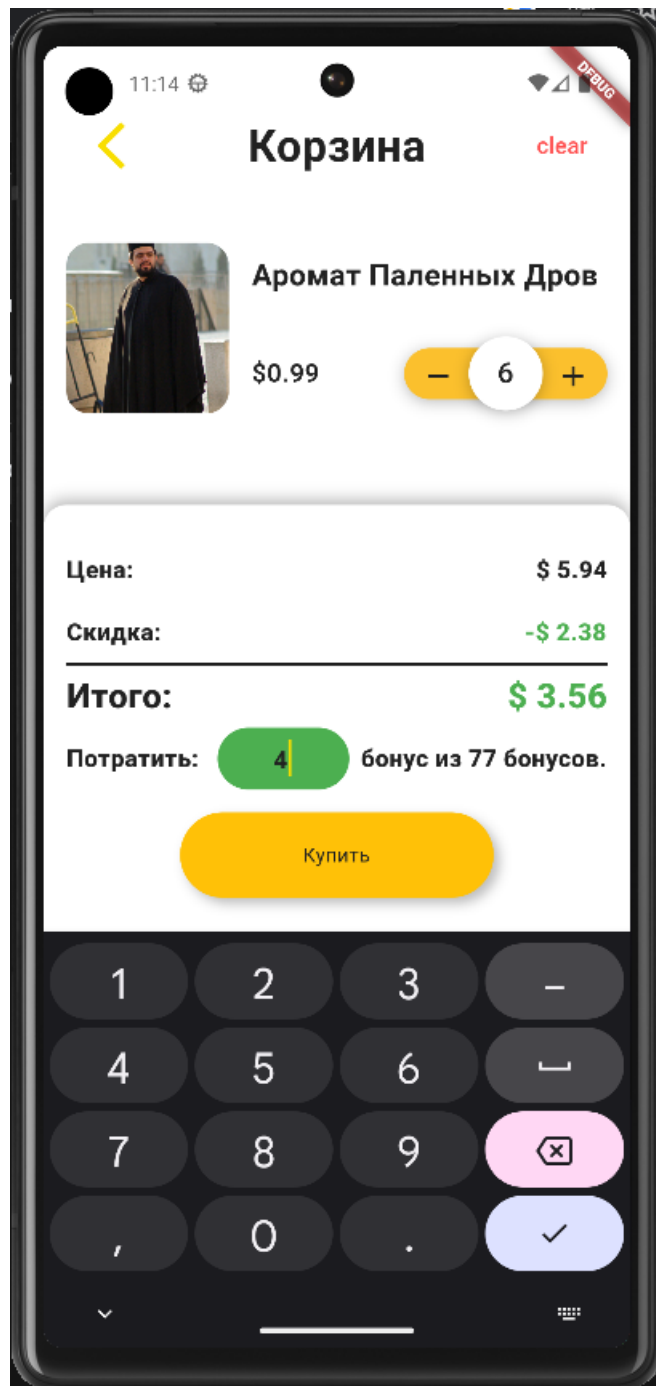 11:14
DEBUG
Корзина
clear
Аромат Паленных Дров
$0.99
− 6 +
Цена: $ 5.94
Скидка: -$ 2.38
Итого: $ 3.56
Потратить: 4 бонус из 77 бонусов.
Купить
1 2 3 –
4 5 6
7 8 9
, 0 .